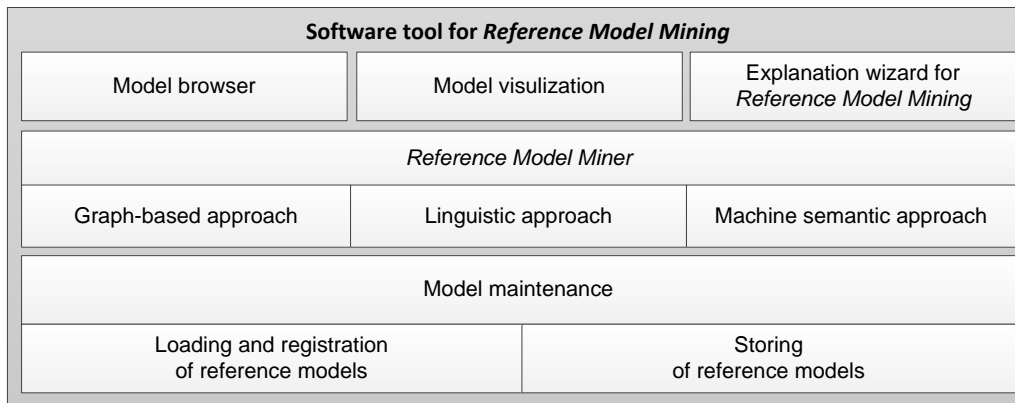 Software tool for Reference Model Mining
Model browser
Model visulization
Explanation wizard for
Reference Model Mining
Reference Model Miner
Graph-based approach
Linguistic approach
Machine semantic approach
Model maintenance
Loading and registration
of reference models
Storing
of reference models